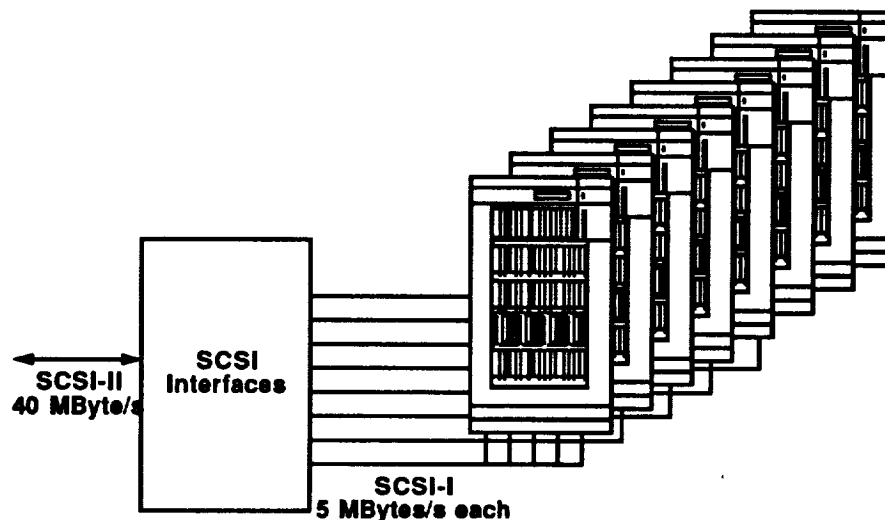 SCSI
Interfaces
SCSI-II
40 MByte/s
SCSI-I
5 MBytes/s each